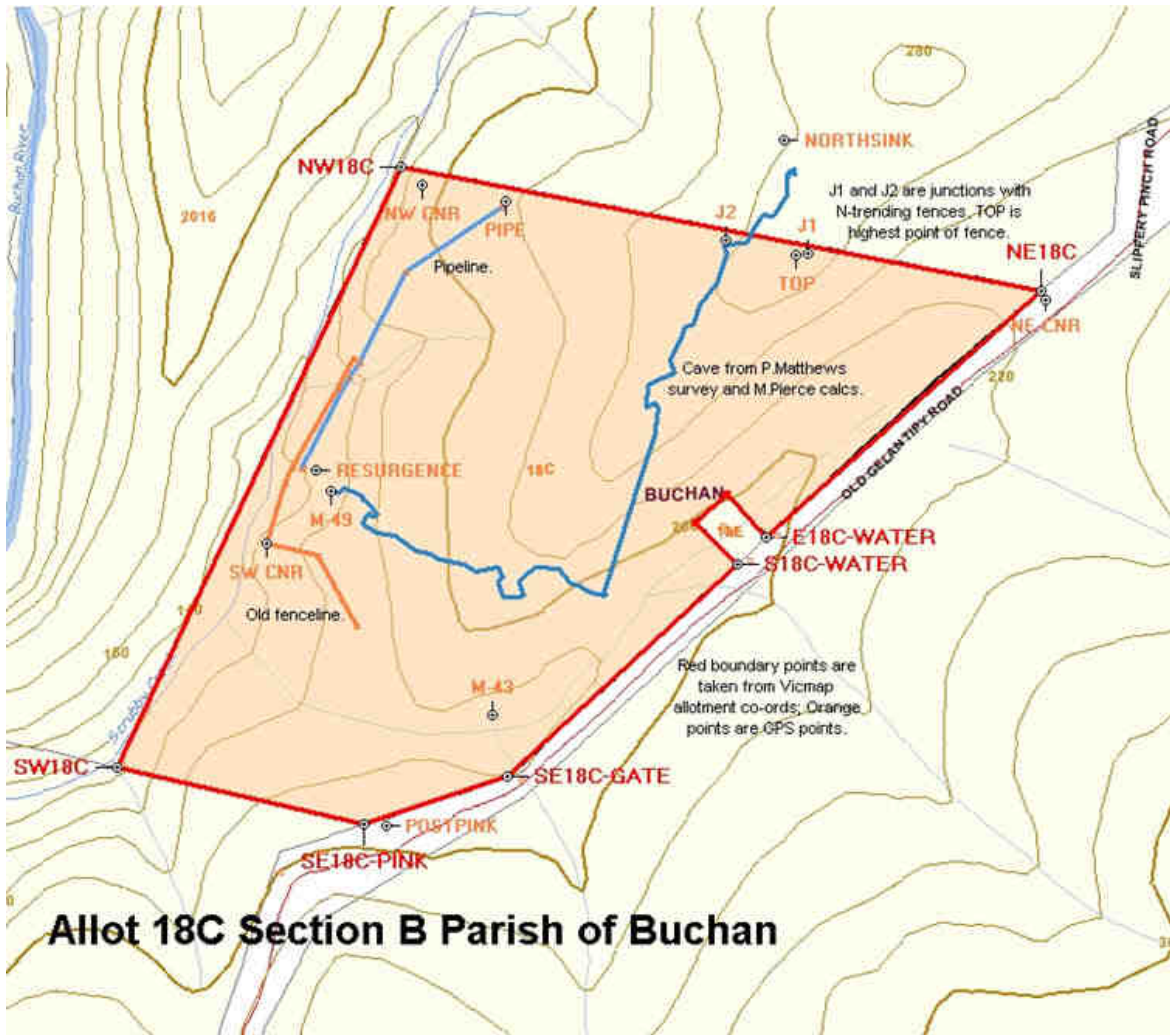 280
NORTHSINK
SLIPPERY PINCH ROAD
Buchan River
NW18C
NW CNR
2016
PIPE
J1 and J2 are junctions with
N-trending fences, TOP is
highest point of fence.
J2
J1
TOP
NE18C
NE-CNR
Pipeline.
Cave from P.Matthews
survey and M.Pierce calcs.
220
OLD GELANTIPY ROAD
RESURGENCE
18C
M-49
BUCHAN
E18C-WATER
S18C-WATER
SW CNR
Old fenceline.
160
Red boundary points are
taken from Vicmap
allotment co-ords; Orange
points are GPS points.
M-43
SW18C
SE18C-GATE
POSTPINK
SE18C-PINK
Allot 18C Section B Parish of Buchan